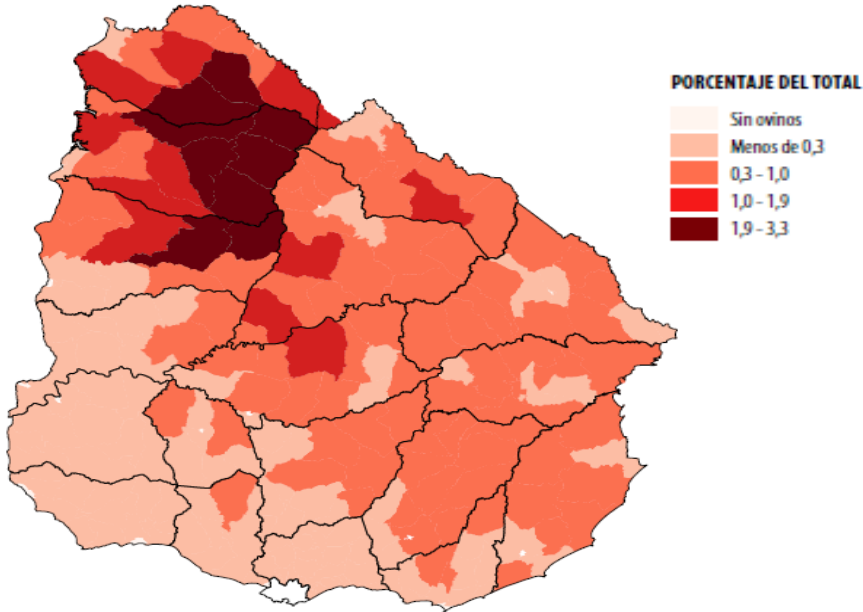 PORCENTAJE DEL TOTAL
Sin ovinos
Menos de 0,3
0,3 - 1,0
1,0 - 1,9
1,9 - 3,3